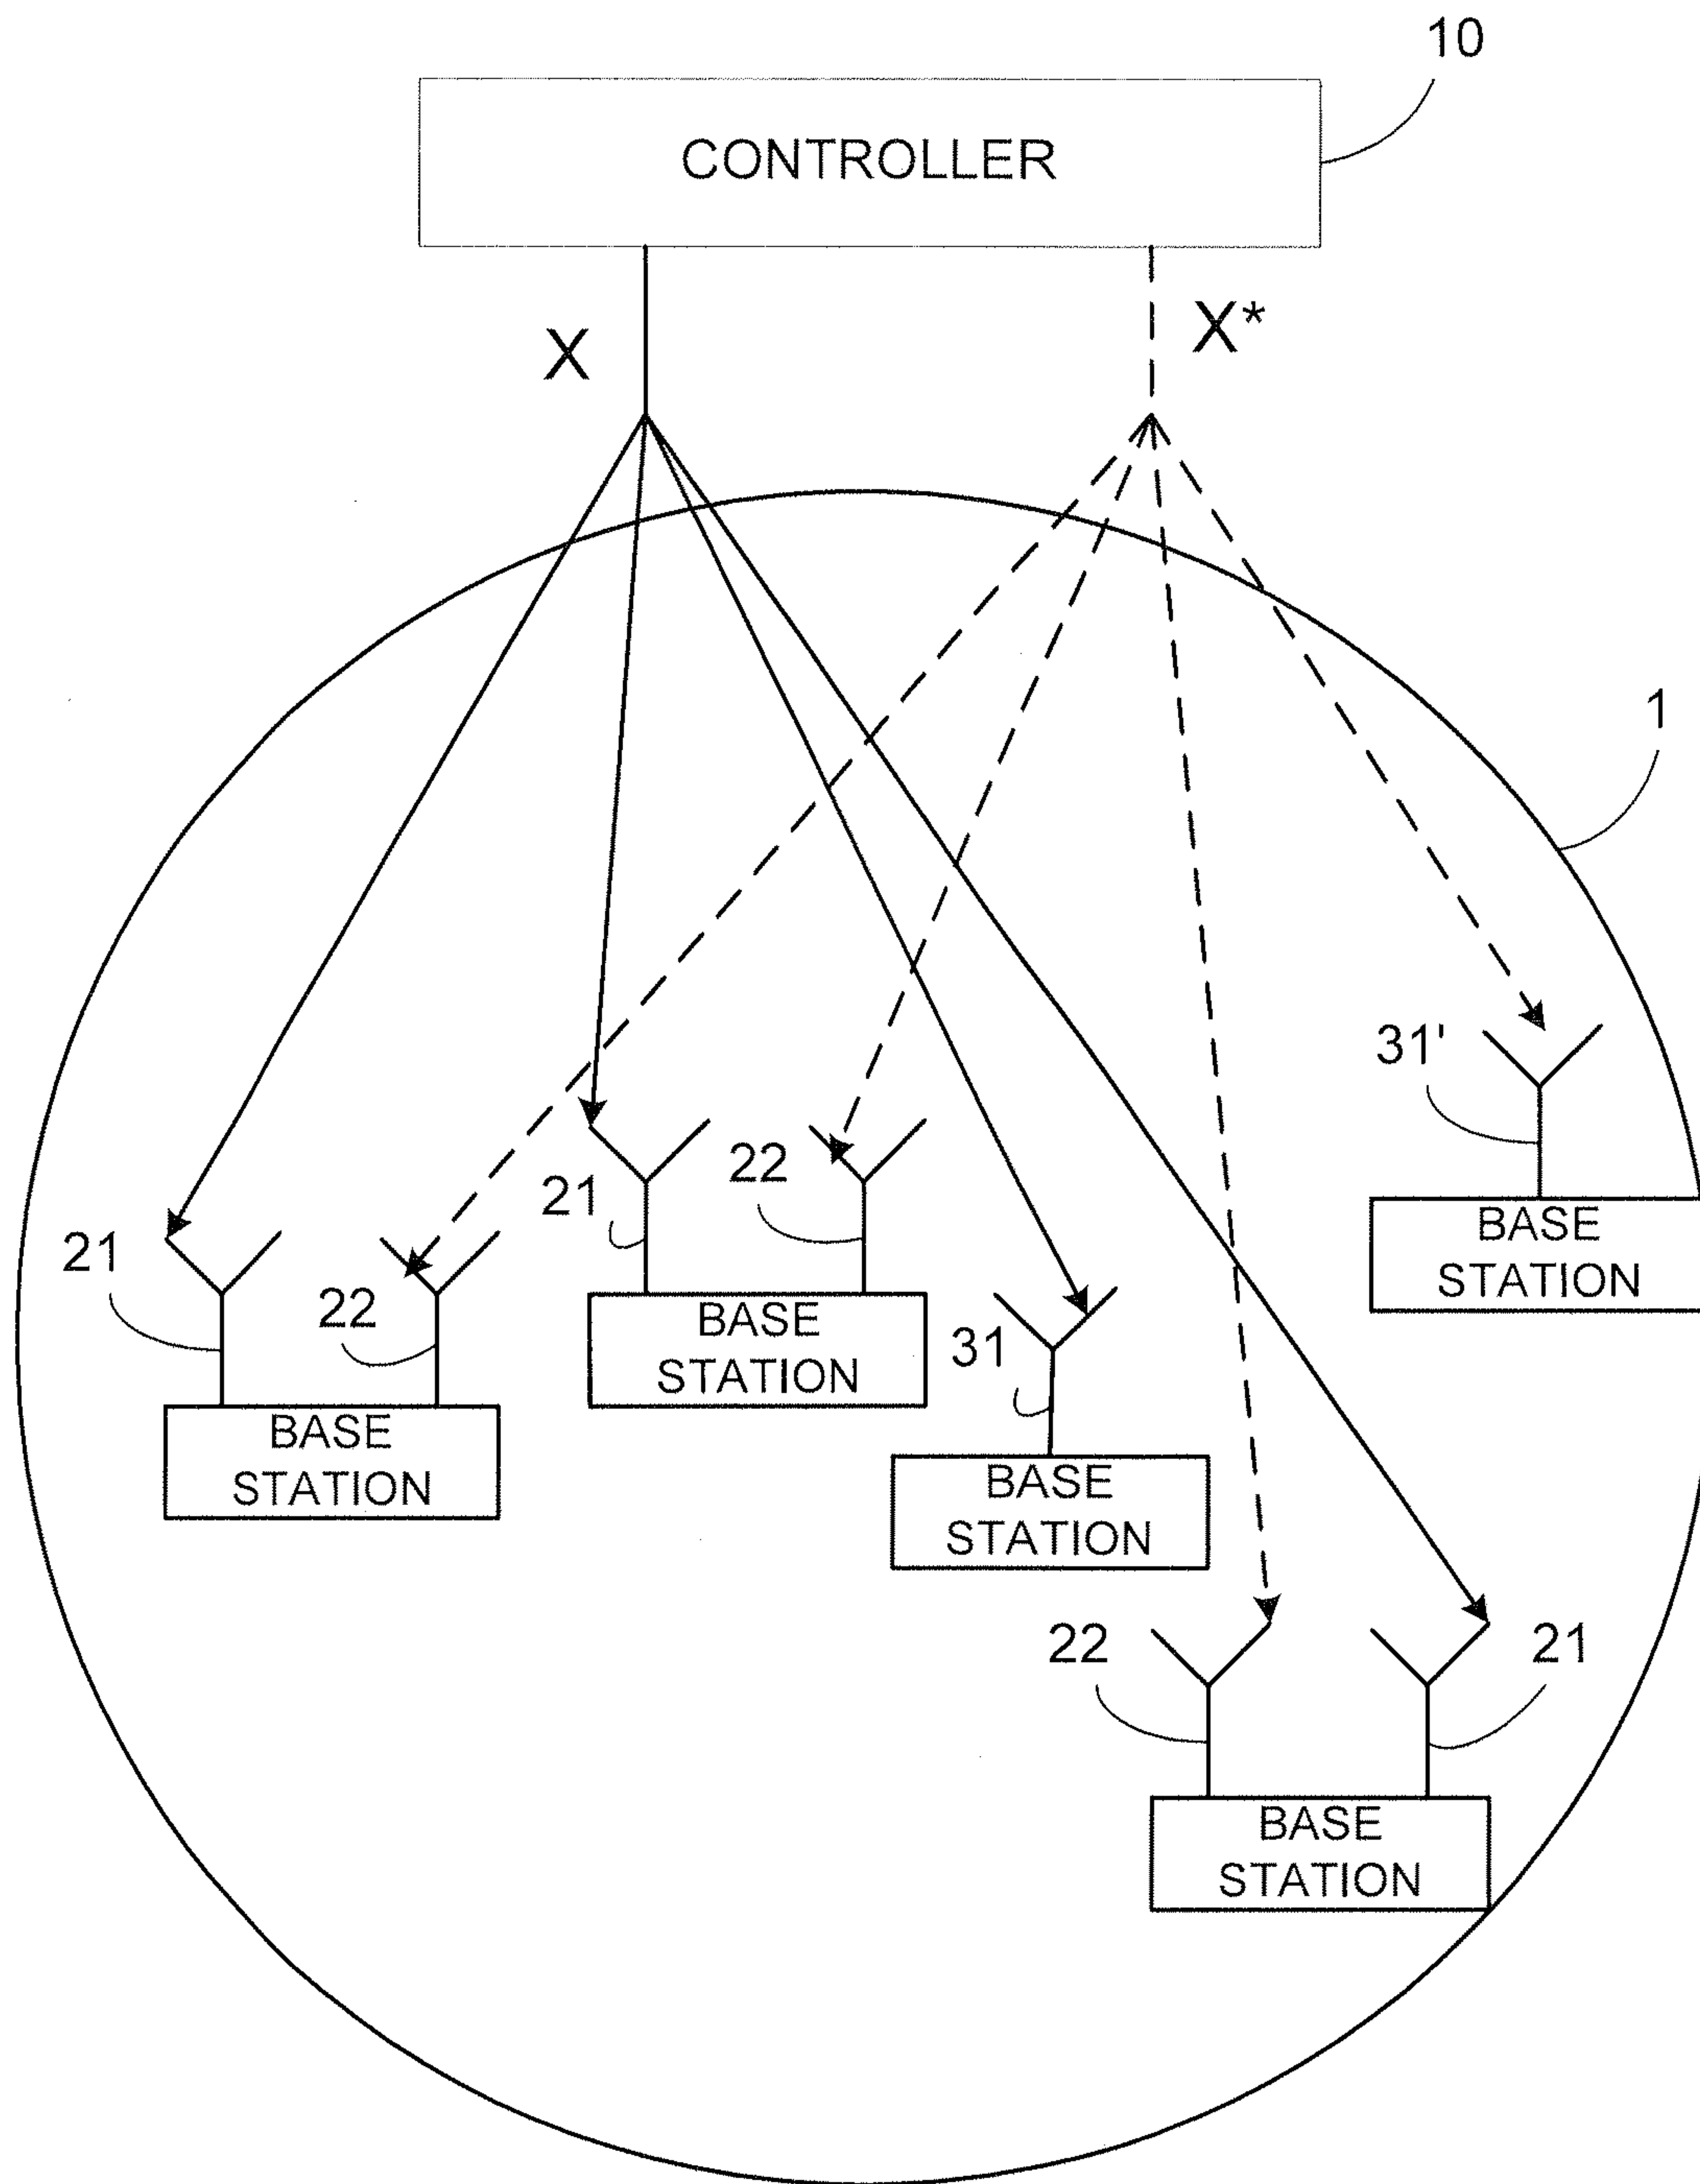 10
CONTROLLER
X
X*
1
31'
21
22
BASE
STATION
21
22
BASE
STATION
31
BASE
STATION
BASE
STATION
22
21
BASE
STATION